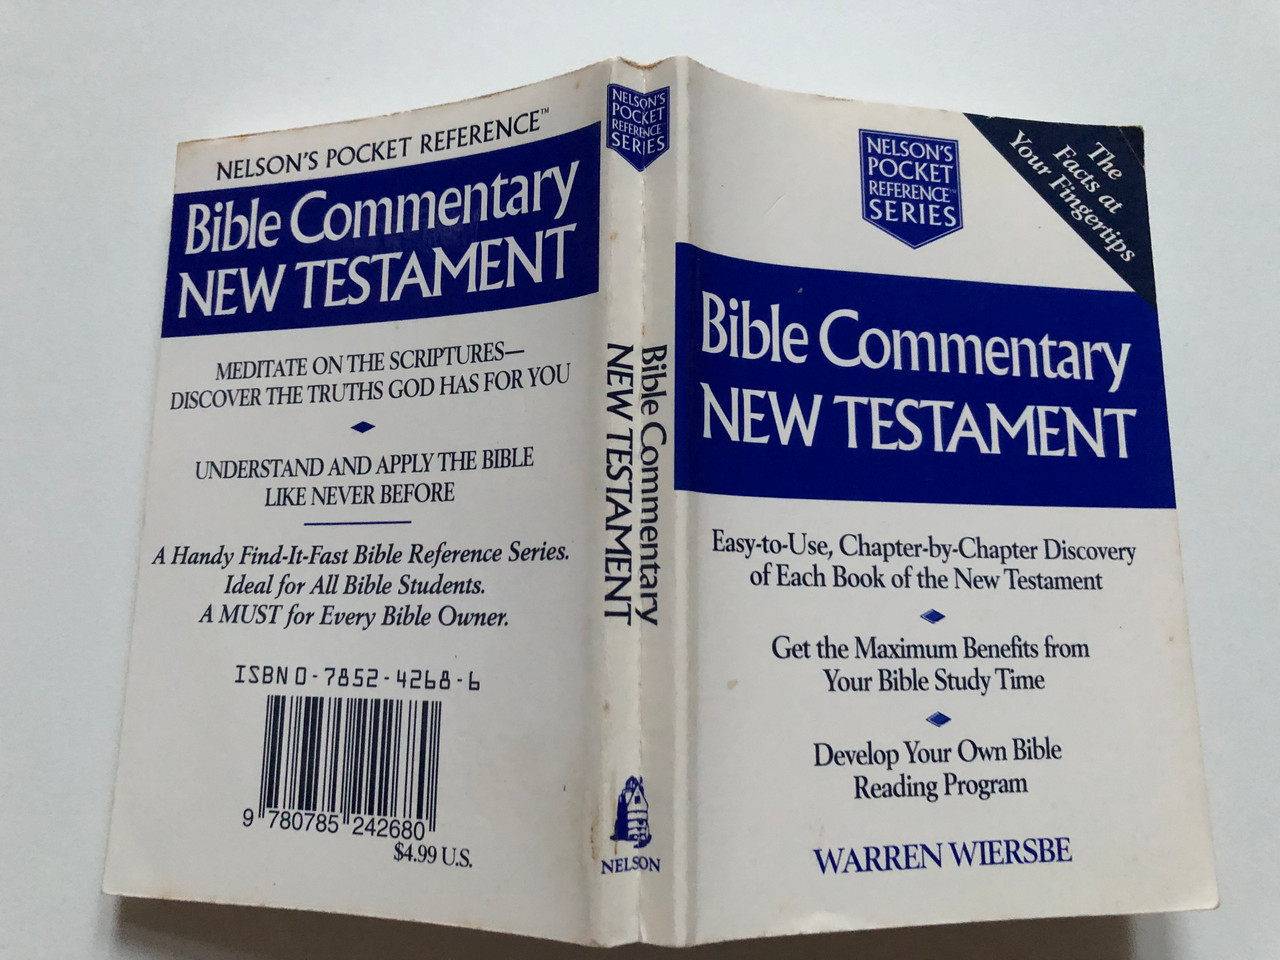 NELSON'S POCKET REFERENCE™
Bible Commentary
NEW TESTAMENT
MEDITATE ON THE SCRIPTURES—
DISCOVER THE TRUTHS GOD HAS FOR YOU
UNDERSTAND AND APPLY THE BIBLE
LIKE NEVER BEFORE
A Handy Find-It-Fast Bible Reference Series.
Ideal for All Bible Students.
A MUST for Every Bible Owner.
ISBN 0-7852-4268-6
9 780785 242680
$4.99 U.S.
NELSON'S
POCKET
REFERENCE
SERIES
Bible Commentary
NEW TESTAMENT
NELSON
NELSON'S
POCKET
REFERENCE™
SERIES
The
Facts at
Your Fingertips
Bible Commentary
NEW TESTAMENT
Easy-to-Use, Chapter-by-Chapter Discovery
of Each Book of the New Testament
Get the Maximum Benefits from
Your Bible Study Time
Develop Your Own Bible
Reading Program
WARREN WIERSBE